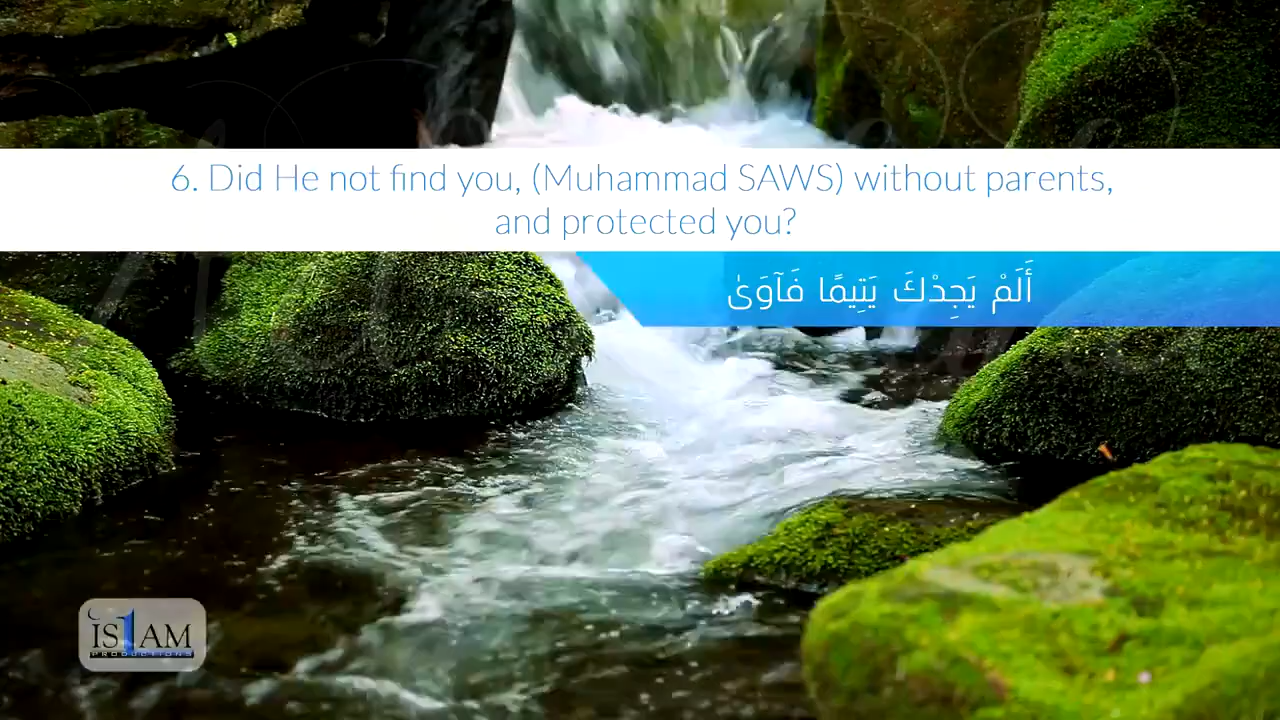 6. Did He not find you, (Muhammad SAWS) without parents,
and protected you?
أَلَمْ يَجِدْكَ يَتِيمًا فَآوَىٰ
IS1AM
PRODUCTIONS